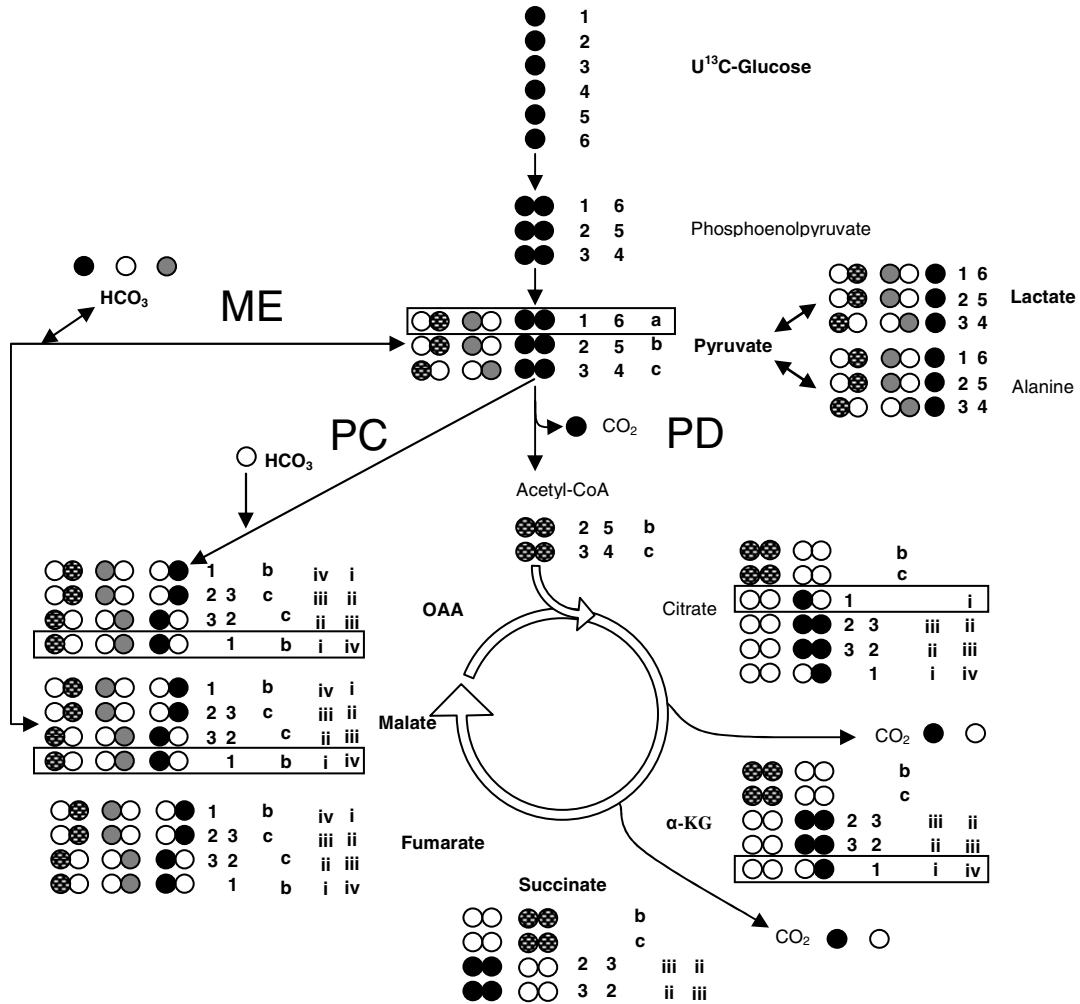 1
2
3
4
5
6
U¹³C-Glucose
1 6
2 5
3 4
Phosphoenolpyruvate
HCO₃
ME
1 6 a
2 5 b
3 4 c
Pyruvate
1 6
2 5
3 4
Lactate
1 6
2 5
3 4
Alanine
PC
HCO₃
CO₂
PD
Acetyl-CoA
2 5 b
3 4 c
1 b iv i
2 3 c iii ii
3 2 c ii iii
1 b i iv
OAA
Citrate
b
c
1 i
2 3 iii ii
3 2 ii iii
1 i iv
1 b iv i
2 3 c iii ii
3 2 c ii iii
1 b i iv
Malate
CO₂
1 b iv i
2 3 c iii ii
3 2 c ii iii
1 b i iv
Fumarate
α-KG
b
c
2 3 iii ii
3 2 ii iii
1 i iv
Succinate
b
c
2 3 iii ii
3 2 ii iii
CO₂